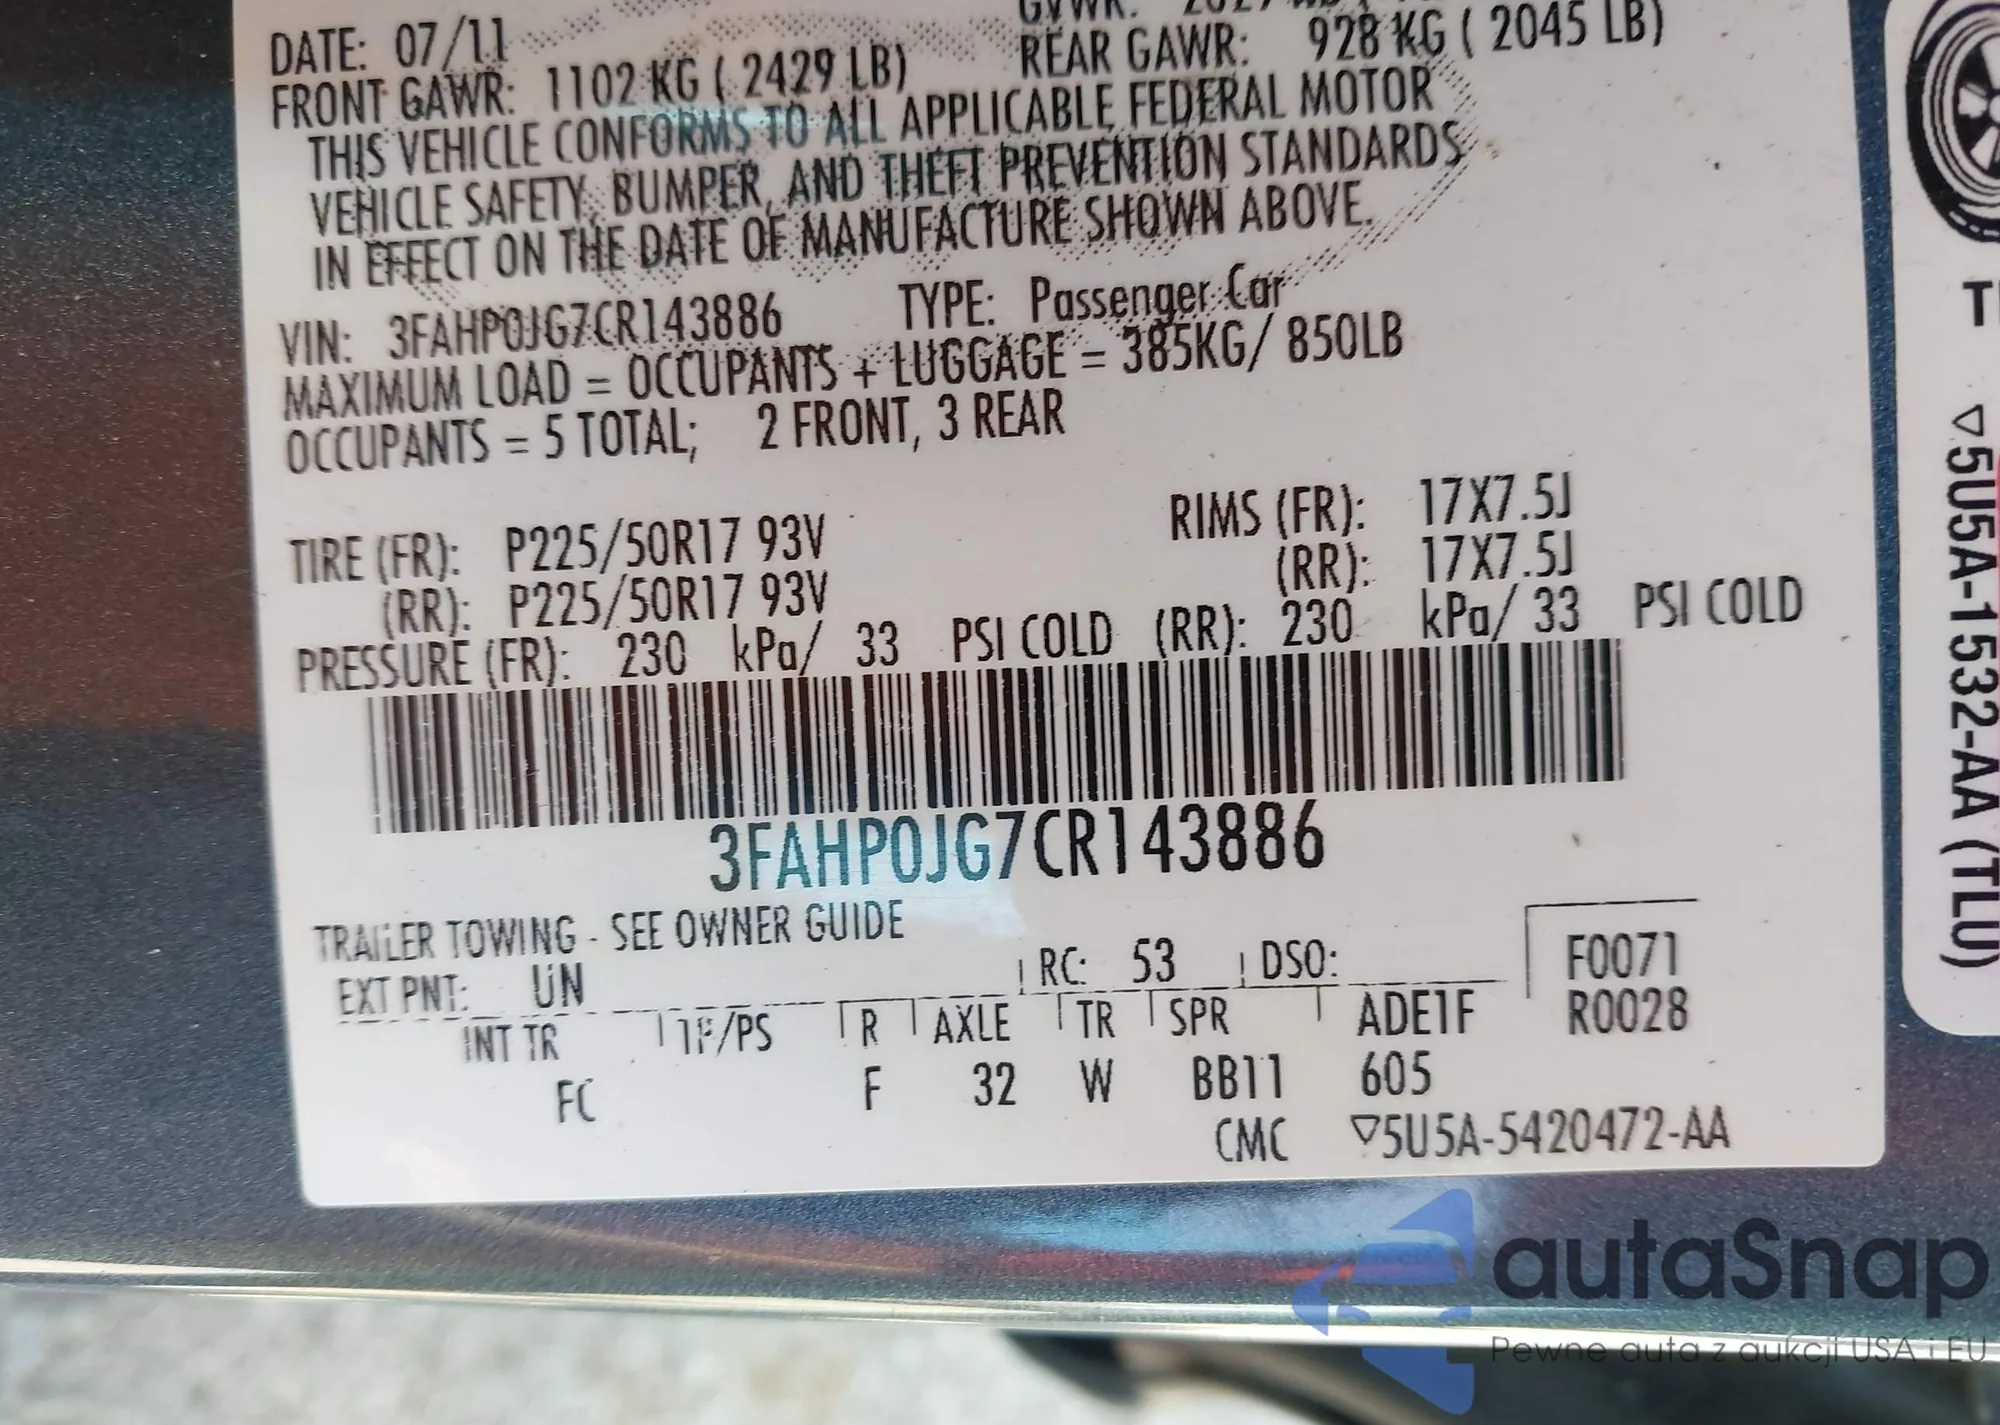 DATE: 07/11
GVWR:
FRONT GAWR: 1102 KG ( 2429 LB) REAR GAWR: 928 KG ( 2045 LB)
THIS VEHICLE CONFORMS TO ALL APPLICABLE FEDERAL MOTOR
VEHICLE SAFETY, BUMPER, AND THEFT PREVENTION STANDARDS
IN EFFECT ON THE DATE OF MANUFACTURE SHOWN ABOVE.
VIN: 3FAHP0JG7CR143886 TYPE: Passenger Car
MAXIMUM LOAD = OCCUPANTS + LUGGAGE = 385KG/ 850LB
OCCUPANTS = 5 TOTAL; 2 FRONT, 3 REAR
TIRE (FR): P225/50R17 93V RIMS (FR): 17X7.5J
(RR): P225/50R17 93V (RR): 17X7.5J
PRESSURE (FR): 230 kPa/ 33 PSI COLD (RR): 230 kPa/ 33 PSI COLD
3FAHP0JG7CR143886
TRAILER TOWING - SEE OWNER GUIDE
EXT PNT: UN RC: 53 DSO: F0071
INT TR TP/PS R AXLE TR SPR ADE1F R0028
FC F 32 W BB11 605
CMC ▽5U5A-5420472-AA
▽5U5A-1532-AA (TLU)
autaSnap
Pewne auta z aukcji USA i EU